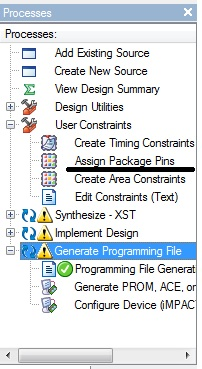 Processes
Processes:
Add Existing Source
Create New Source
View Design Summary
Design Utilities
User Constraints
Create Timing Constraints
Assign Package Pins
Create Area Constraints
Edit Constraints (Text)
Synthesize - XST
Implement Design
Generate Programming File
Programming File Generat
Generate PROM, ACE, or
Configure Device (iMPAC